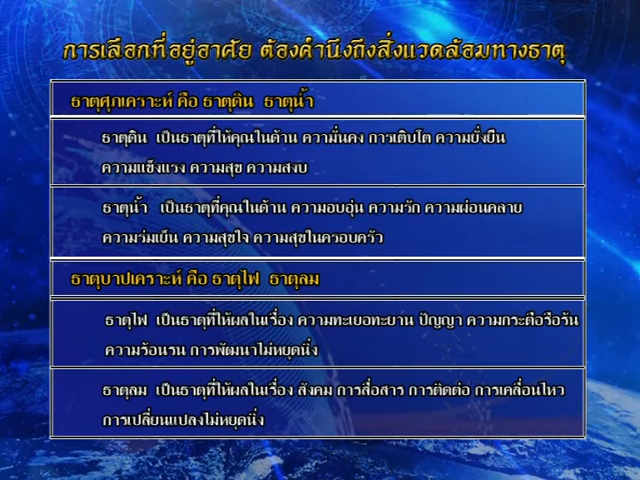 การเลือกที่อยู่อาศัย ต้องคำนึงถึงสิ่งแวดล้อมทางธาตุ
ธาตุศุภเคราะห์ คือ ธาตุดิน ธาตุน้ำ
ธาตุดิน เป็นธาตุที่ให้คุณในด้าน ความมั่นคง การเติบโต ความยั่งยืน
ความแข็งแรง ความสุข ความสงบ
ธาตุน้ำ เป็นธาตุที่คุณในด้าน ความอบอุ่น ความรัก ความผ่อนคลาย
ความร่มเย็น ความสุขใจ ความสุขในครอบครัว
ธาตุบาปเคราะห์ คือ ธาตุไฟ ธาตุลม
ธาตุไฟ เป็นธาตุที่ให้ผลในเรื่อง ความทะเยอทะยาน ปัญญา ความกระตือรือร้น
ความร้อนรน การพัฒนาไม่หยุดนิ่ง
ธาตุลม เป็นธาตุที่ให้ผลในเรื่อง สังคม การสื่อสาร การติดต่อ การเคลื่อนไหว
การเปลี่ยนแปลงไม่หยุดนิ่ง